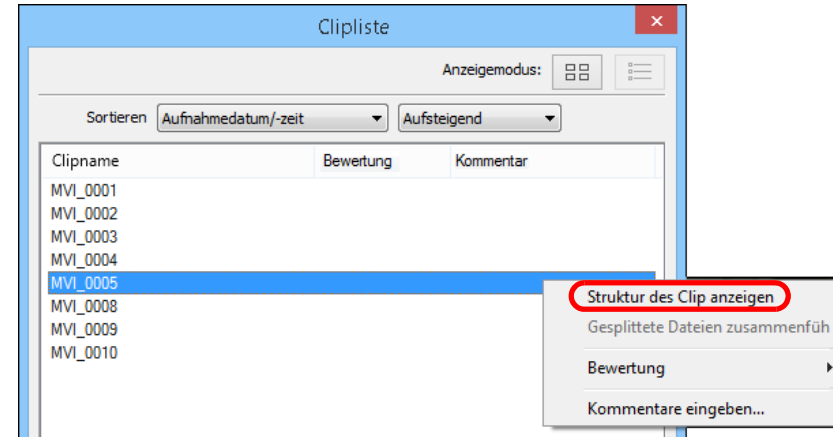 Clipliste
Anzeigemodus:
Sortieren Aufnahmedatum/-zeit Aufsteigend
Clipname Bewertung Kommentar
MVI_0001
MVI_0002
MVI_0003
MVI_0004
MVI_0005
MVI_0008
MVI_0009
MVI_0010
Struktur des Clip anzeigen
Gesplittete Dateien zusammenfüh
Bewertung
Kommentare eingeben...